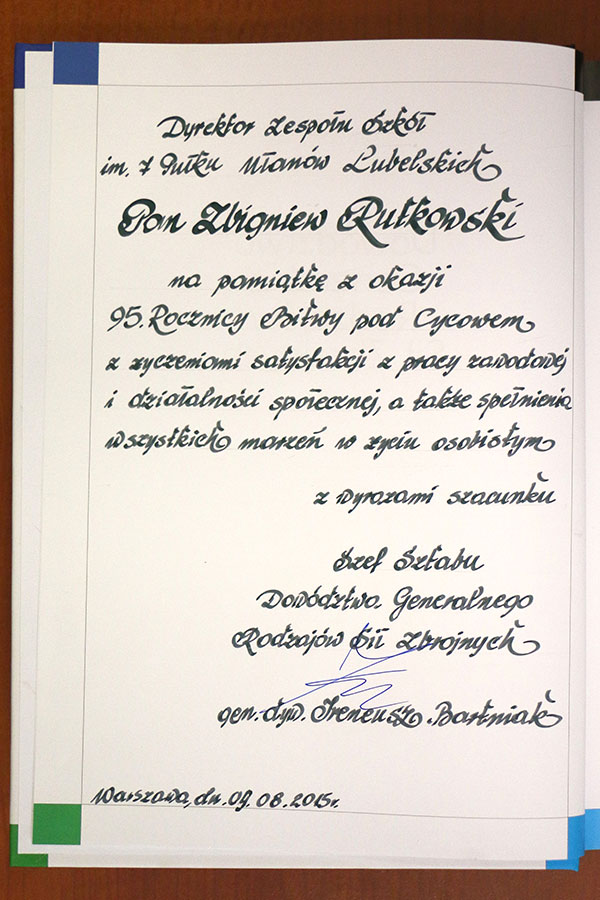 Dyrektor Zespołu Szkół
im. 7 Pułku Ułanów Lubelskich
Pan Zbigniew Rutkowski
na pamiątkę z okazji
95. Rocznicy Bitwy pod Cycowem
z życzeniami satysfakcji z pracy zawodowej
i działalności społecznej, a także spełnienia
wszystkich marzeń w życiu osobistym
z wyrazami szacunku
Szef Sztabu
Dowództwa Generalnego
Rodzajów Sił Zbrojnych
gen. dyw. Ireneusz Bartniak
Warszawa, dn. 09.08.2015r.